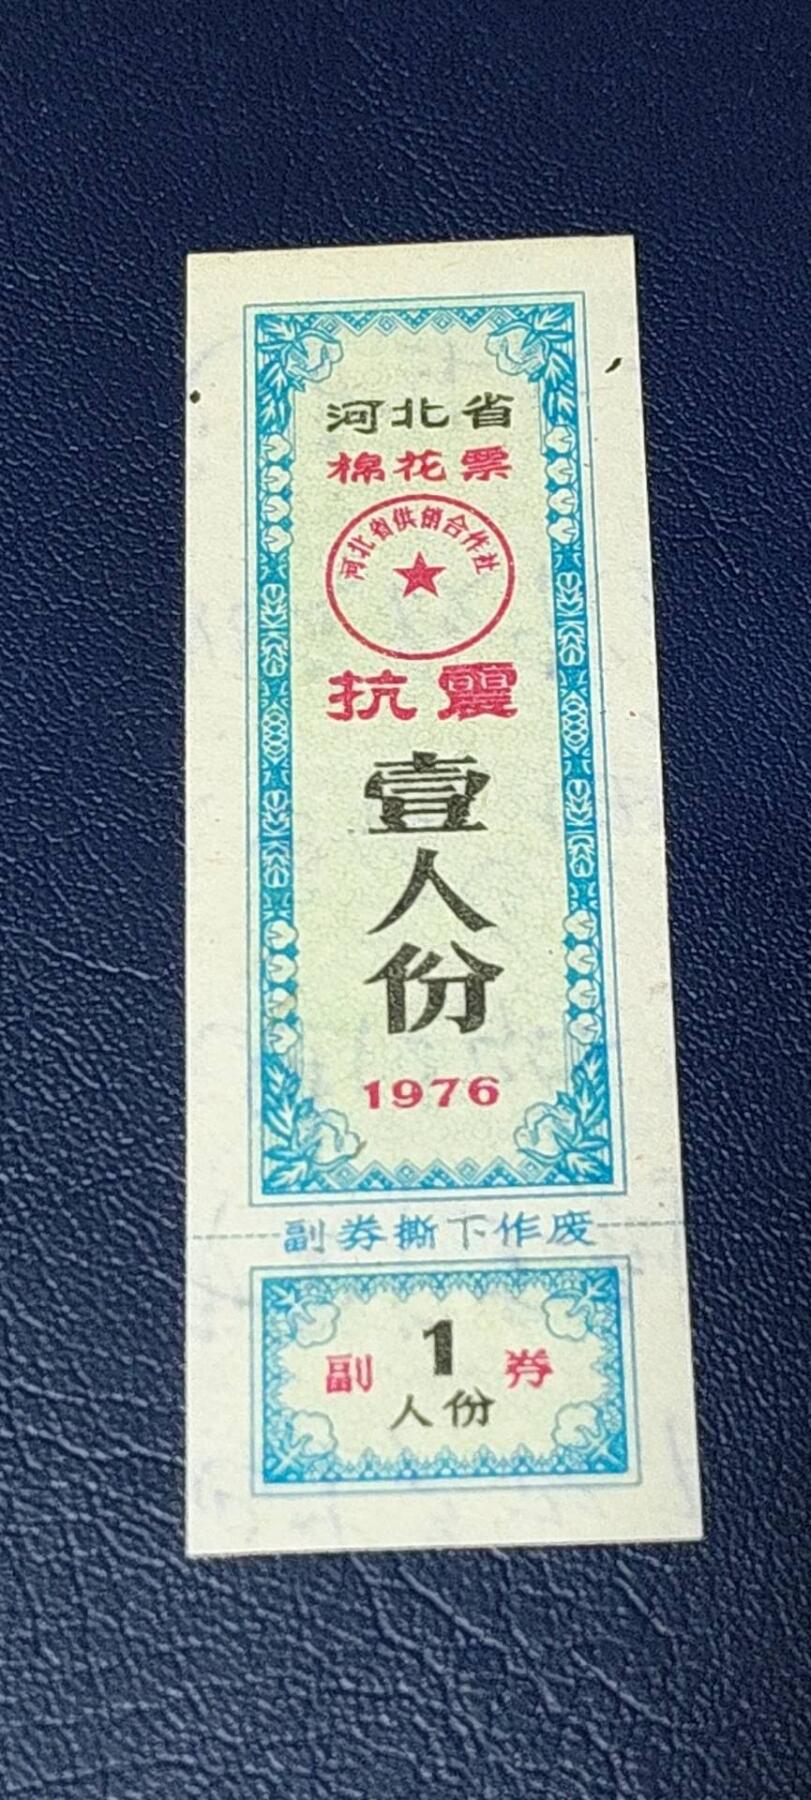 河北省
棉花票
河北省供销合作社
抗震
壹
人
份
1976
副券撕下作废
副 1 券
人份